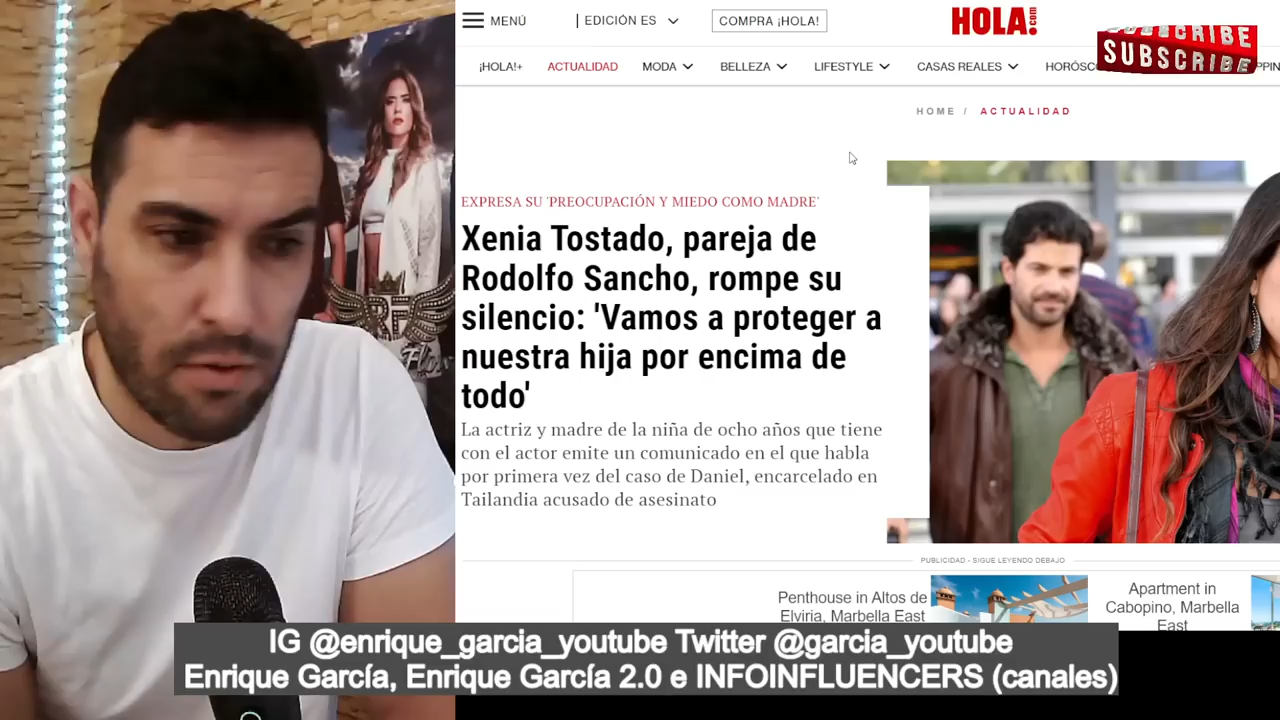 MENÚ
EDICIÓN ES
COMPRA ¡HOLA!
HOLA!.com
SUBSCRIBE
SUBSCRIBE
¡HOLA!+
ACTUALIDAD
MODA
BELLEZA
LIFESTYLE
CASAS REALES
HOME / ACTUALIDAD
EXPRESA SU 'PREOCUPACIÓN Y MIEDO COMO MADRE'
Xenia Tostado, pareja de
Rodolfo Sancho, rompe su
silencio: 'Vamos a proteger a
nuestra hija por encima de
todo'
La actriz y madre de la niña de ocho años que tiene
con el actor emite un comunicado en el que habla
por primera vez del caso de Daniel, encarcelado en
Tailandia acusado de asesinato
RF
PUBLICIDAD - SIGUE LEYENDO DEBAJO
Penthouse in Altos de
Elviria, Marbella East
Apartment in
Cabopino, Marbella
East
IG @enrique_garcia_youtube Twitter @garcia_youtube
Enrique García, Enrique García 2.0 e INFOINFLUENCERS (canales)